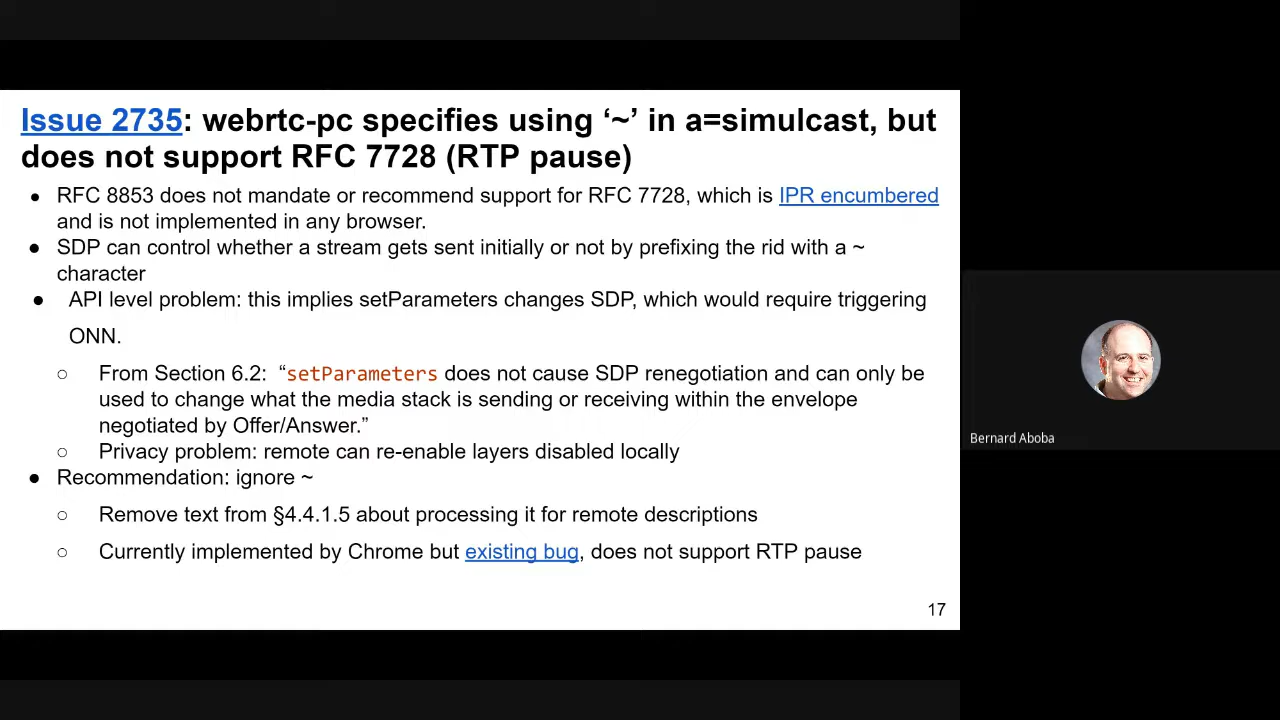 Issue 2735: webrtc-pc specifies using ‘~’ in a=simulcast, but
does not support RFC 7728 (RTP pause)
● RFC 8853 does not mandate or recommend support for RFC 7728, which is IPR encumbered
and is not implemented in any browser.
● SDP can control whether a stream gets sent initially or not by prefixing the rid with a ~
character
● API level problem: this implies setParameters changes SDP, which would require triggering
ONN.
○ From Section 6.2: “setParameters does not cause SDP renegotiation and can only be
used to change what the media stack is sending or receiving within the envelope
negotiated by Offer/Answer.”
○ Privacy problem: remote can re-enable layers disabled locally
● Recommendation: ignore ~
○ Remove text from §4.4.1.5 about processing it for remote descriptions
○ Currently implemented by Chrome but existing bug, does not support RTP pause
17
Bernard Aboba